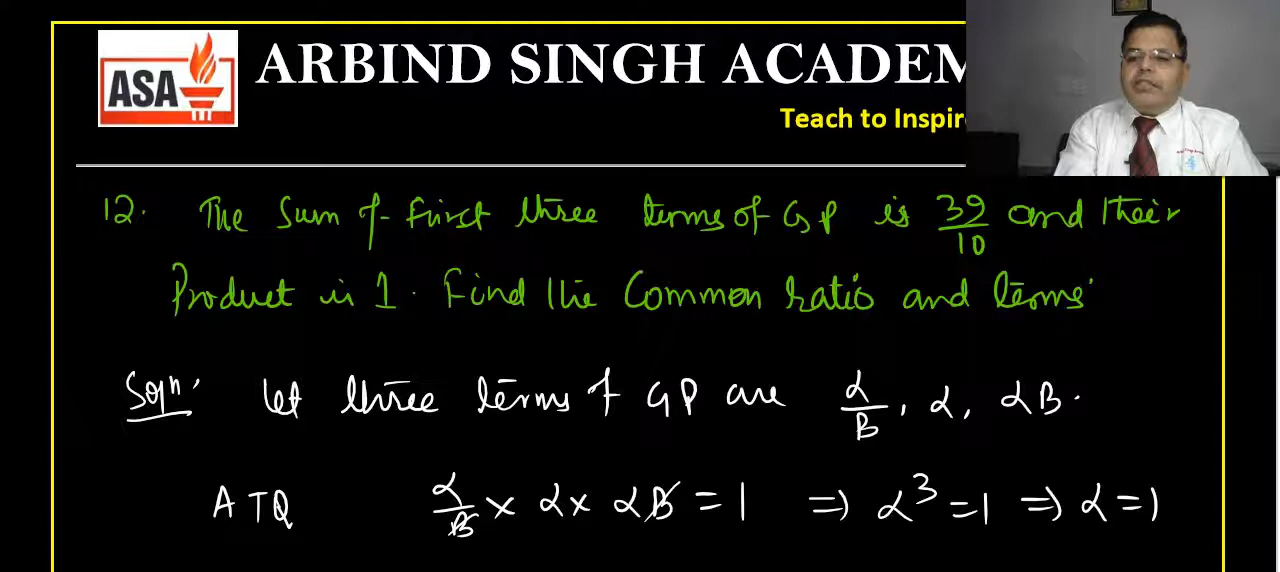 ASA
ARBIND SINGH ACADEM
Teach to Inspir
12. The Sum of First three terms of GP is 39/10 and their
Product is 1. Find the Common ratio and terms.
Soln: Let three terms of GP are α/β, α, αβ.
ATQ α/β × α × αβ = 1 ⇒ α³ = 1 ⇒ α = 1